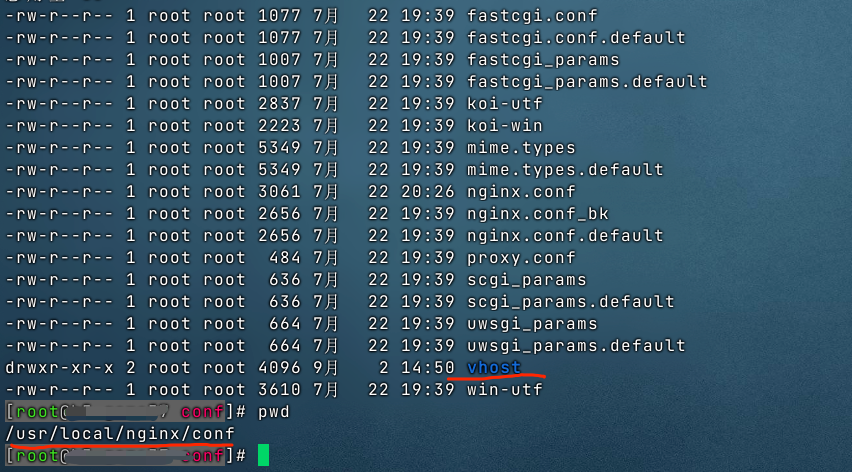 -rw-r--r-- 1 root root 1077 7月 22 19:39 fastcgi.conf
-rw-r--r-- 1 root root 1077 7月 22 19:39 fastcgi.conf.default
-rw-r--r-- 1 root root 1007 7月 22 19:39 fastcgi_params
-rw-r--r-- 1 root root 1007 7月 22 19:39 fastcgi_params.default
-rw-r--r-- 1 root root 2837 7月 22 19:39 koi-utf
-rw-r--r-- 1 root root 2223 7月 22 19:39 koi-win
-rw-r--r-- 1 root root 5349 7月 22 19:39 mime.types
-rw-r--r-- 1 root root 5349 7月 22 19:39 mime.types.default
-rw-r--r-- 1 root root 3061 7月 22 20:26 nginx.conf
-rw-r--r-- 1 root root 2656 7月 22 19:39 nginx.conf_bk
-rw-r--r-- 1 root root 2656 7月 22 19:39 nginx.conf.default
-rw-r--r-- 1 root root 484 7月 22 19:39 proxy.conf
-rw-r--r-- 1 root root 636 7月 22 19:39 scgi_params
-rw-r--r-- 1 root root 636 7月 22 19:39 scgi_params.default
-rw-r--r-- 1 root root 664 7月 22 19:39 uwsgi_params
-rw-r--r-- 1 root root 664 7月 22 19:39 uwsgi_params.default
drwxr-xr-x 2 root root 4096 9月 2 14:50 vhost
-rw-r--r-- 1 root root 3610 7月 22 19:39 win-utf
[root@ conf]# pwd
/usr/local/nginx/conf
[root@ conf]#